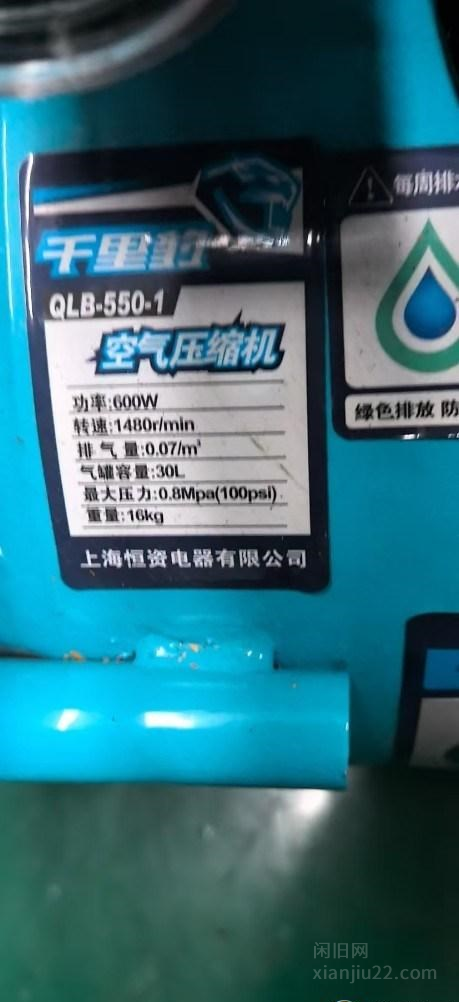 千里豹
QLB-550-1
空气压缩机
功率:600W
转速:1480r/min
排气量:0.07/m³
气罐容量:30L
最大压力:0.8Mpa(100psi)
重量:16kg
上海恒资电器有限公司
每周排水
绿色排放 防
闲旧网
xianjiu22.com